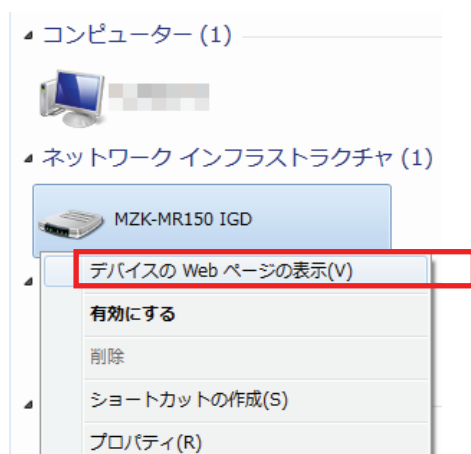 コンピューター (1)
ネットワーク インフラストラクチャ (1)
MZK-MR150 IGD
デバイスの Web ページの表示(V)
有効にする
削除
ショートカットの作成(S)
プロパティ(R)